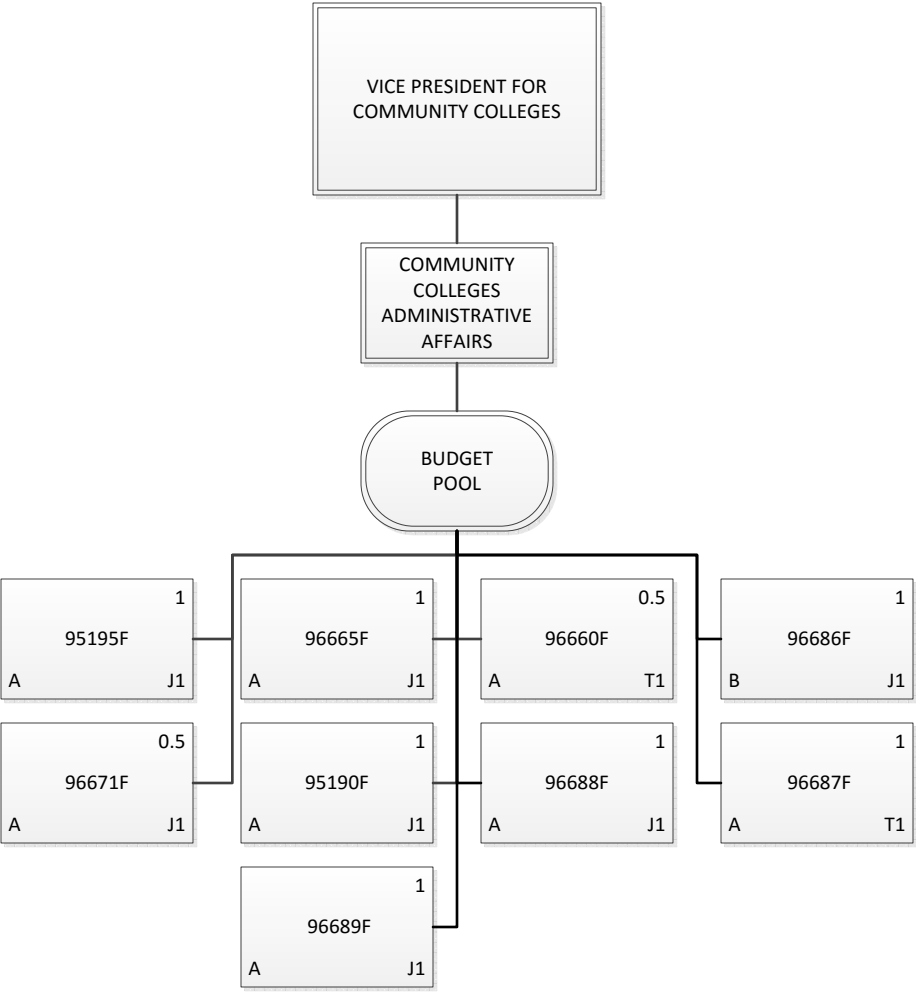 VICE PRESIDENT FOR
COMMUNITY COLLEGES
COMMUNITY
COLLEGES
ADMINISTRATIVE
AFFAIRS
BUDGET
POOL
1
95195F
A J1
1
96665F
A J1
0.5
96660F
A T1
1
96686F
B J1
0.5
96671F
A J1
1
95190F
A J1
1
96688F
A J1
1
96687F
A T1
1
96689F
A J1